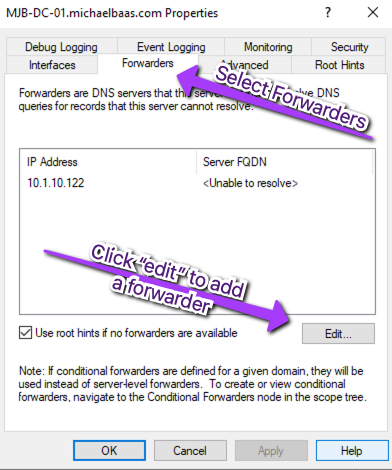 MJB-DC-01.michaelbaas.com Properties ? X
Debug Logging Event Logging Monitoring Security
Interfaces Forwarders Advanced Root Hints
Select Forwarders
Forwarders are DNS servers that this DNS
queries for records that this server cannot resolve.
IP Address Server FQDN
10.1.10.122 <Unable to resolve>
Click "edit" to add
a forwarder
Use root hints if no forwarders are available Edit...
Note: If conditional forwarders are defined for a given domain, they will be
used instead of server-level forwarders. To create or view conditional
forwarders, navigate to the Conditional Forwarders node in the scope tree.
OK Cancel Apply Help